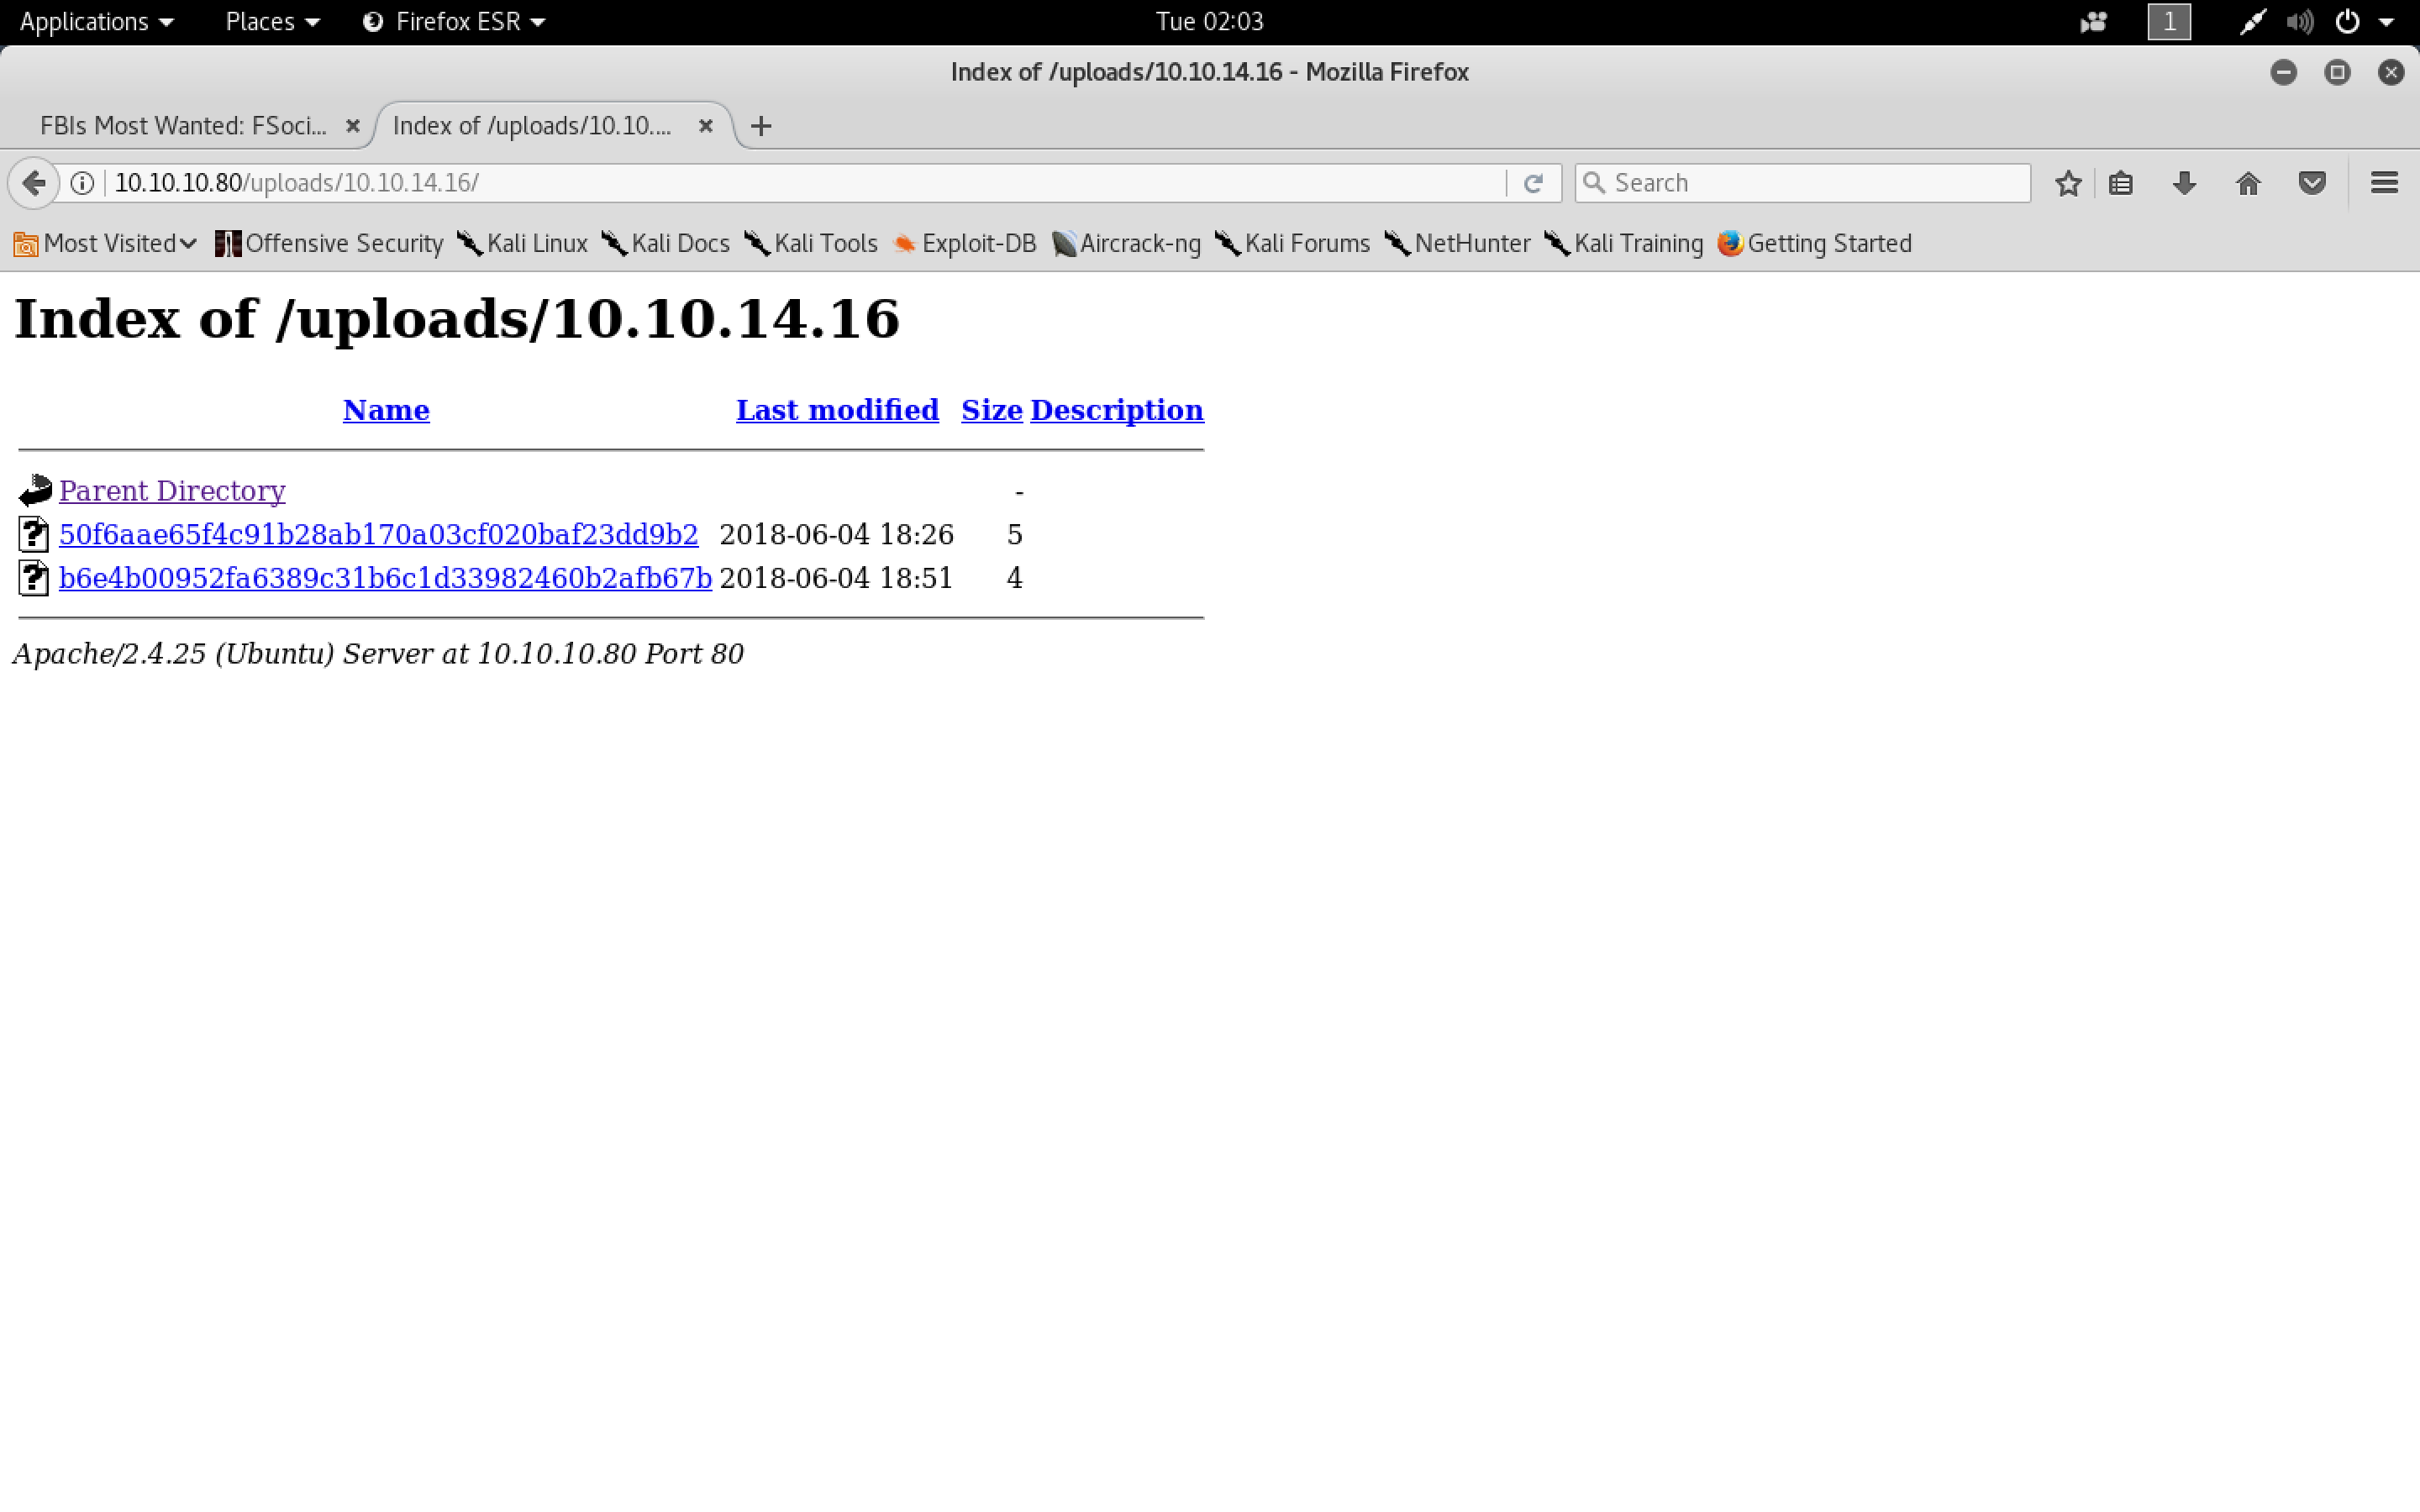 Applications Places Firefox ESR Tue 02:03 1
Index of /uploads/10.10.14.16 - Mozilla Firefox
FBIs Most Wanted: FSoci... Index of /uploads/10.10....
10.10.10.80/uploads/10.10.14.16/ Search
Most Visited Offensive Security Kali Linux Kali Docs Kali Tools Exploit-DB Aircrack-ng Kali Forums NetHunter Kali Training Getting Started
Index of /uploads/10.10.14.16
Name Last modified Size Description
Parent Directory -
50f6aae65f4c91b28ab170a03cf020baf23dd9b2 2018-06-04 18:26 5
b6e4b00952fa6389c31b6c1d33982460b2afb67b 2018-06-04 18:51 4
Apache/2.4.25 (Ubuntu) Server at 10.10.10.80 Port 80